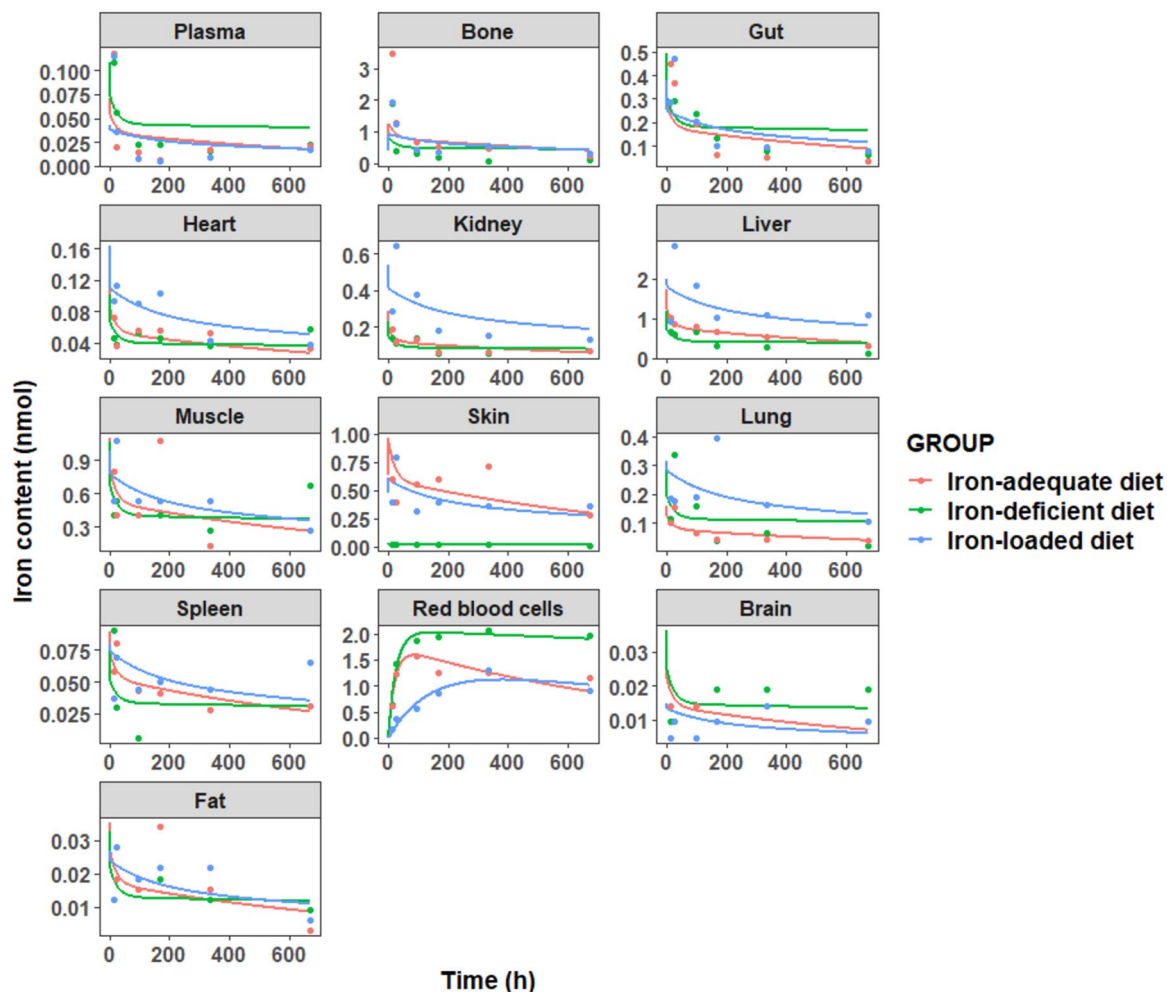 Plasma
Bone
Gut
0.100
0.075
0.050
0.025
0.000
3
2
1
0
0.5
0.4
0.3
0.2
0.1
0 200 400 600
0 200 400 600
0 200 400 600
Heart
Kidney
Liver
0.16
0.12
0.08
0.04
0.6
0.4
0.2
2
1
0
0 200 400 600
0 200 400 600
0 200 400 600
Muscle
Skin
Lung
0.9
0.6
0.3
1.00
0.75
0.50
0.25
0.00
0.4
0.3
0.2
0.1
0 200 400 600
0 200 400 600
0 200 400 600
Spleen
Red blood cells
Brain
0.075
0.050
0.025
2.0
1.5
1.0
0.5
0.0
0.03
0.02
0.01
0 200 400 600
0 200 400 600
0 200 400 600
Fat
0.03
0.02
0.01
0 200 400 600
Iron content (nmol)
Time (h)
GROUP
Iron-adequate diet
Iron-deficient diet
Iron-loaded diet